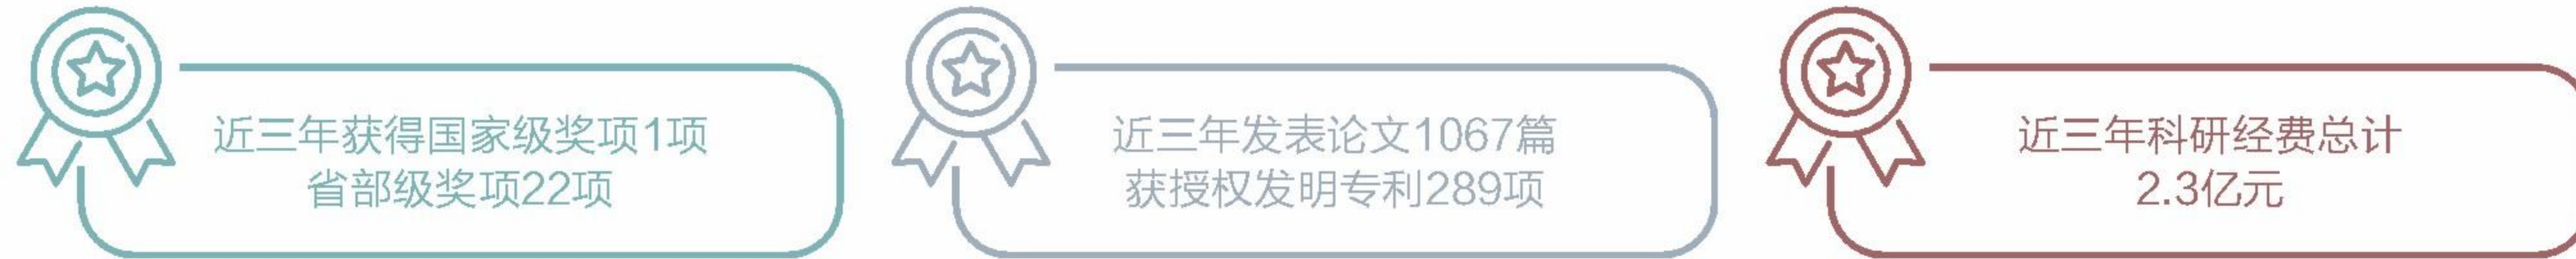 近三年获得国家级奖项1项
省部级奖项22项
近三年发表论文1067篇
获授权发明专利289项
近三年科研经费总计
2.3亿元